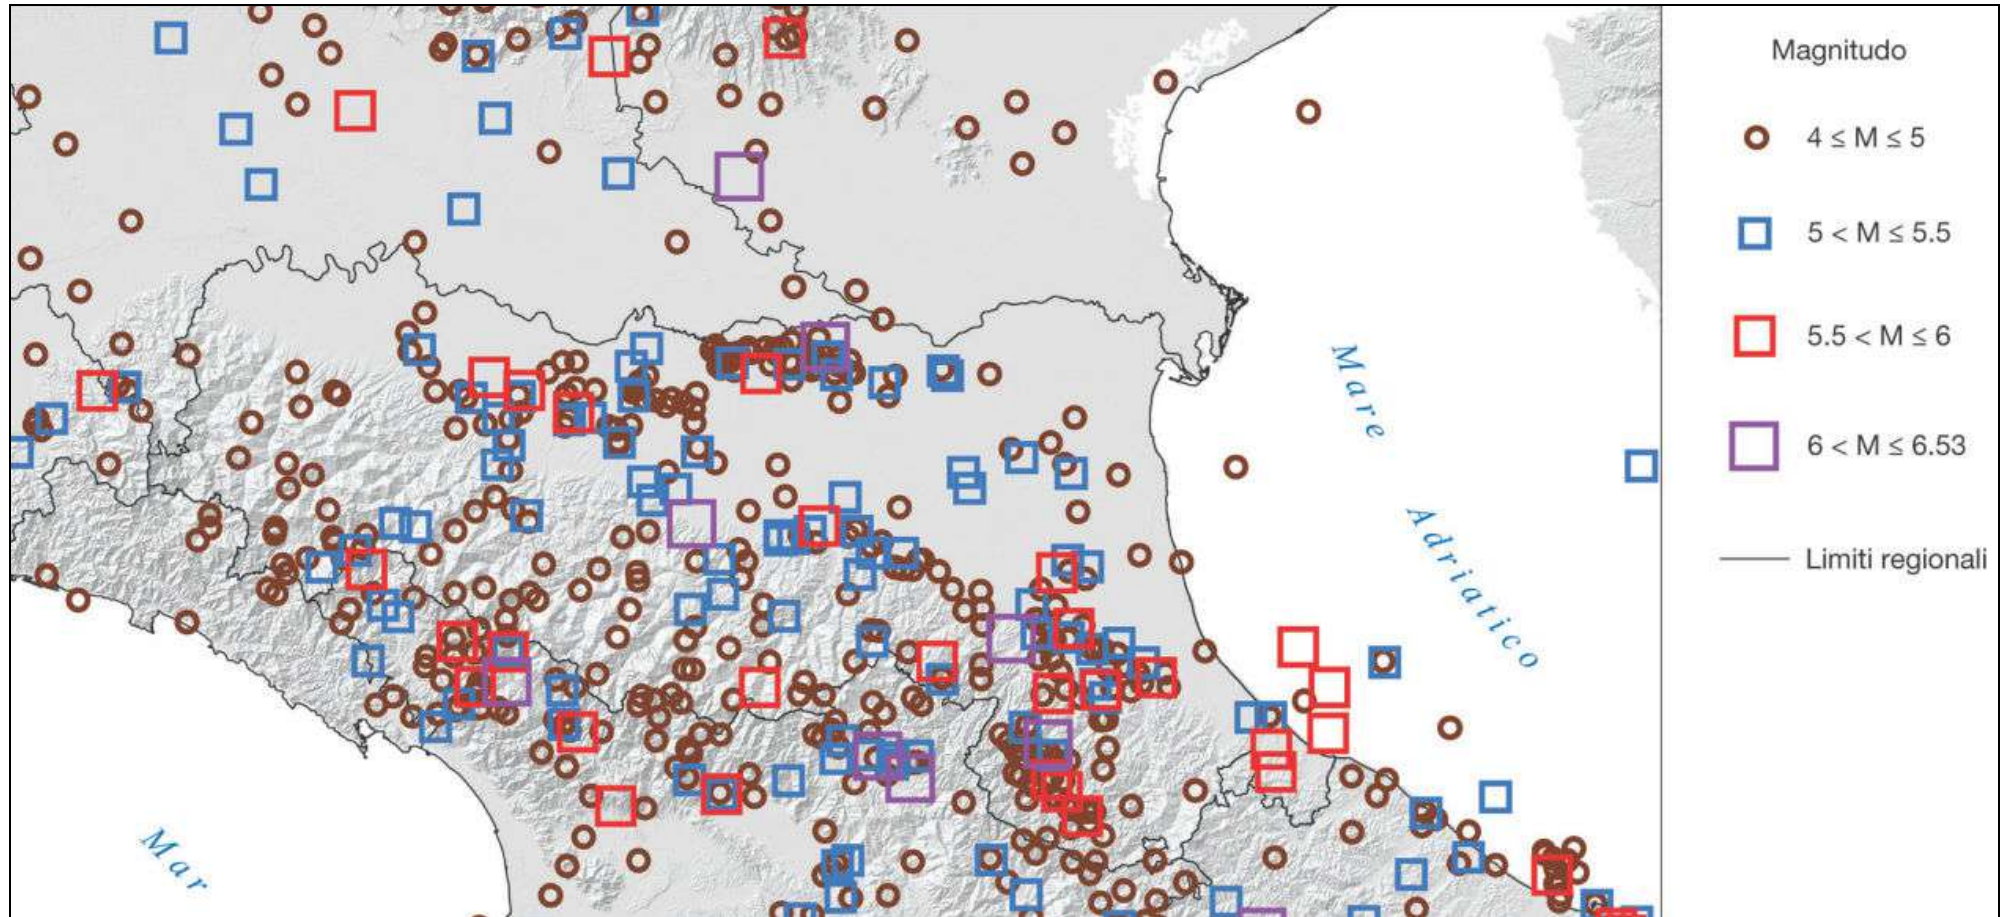 Magnitudo
4 ≤ M ≤ 5
5 < M ≤ 5.5
5.5 < M ≤ 6
6 < M ≤ 6.53
Limiti regionali
Mare
Adriatico
Mar